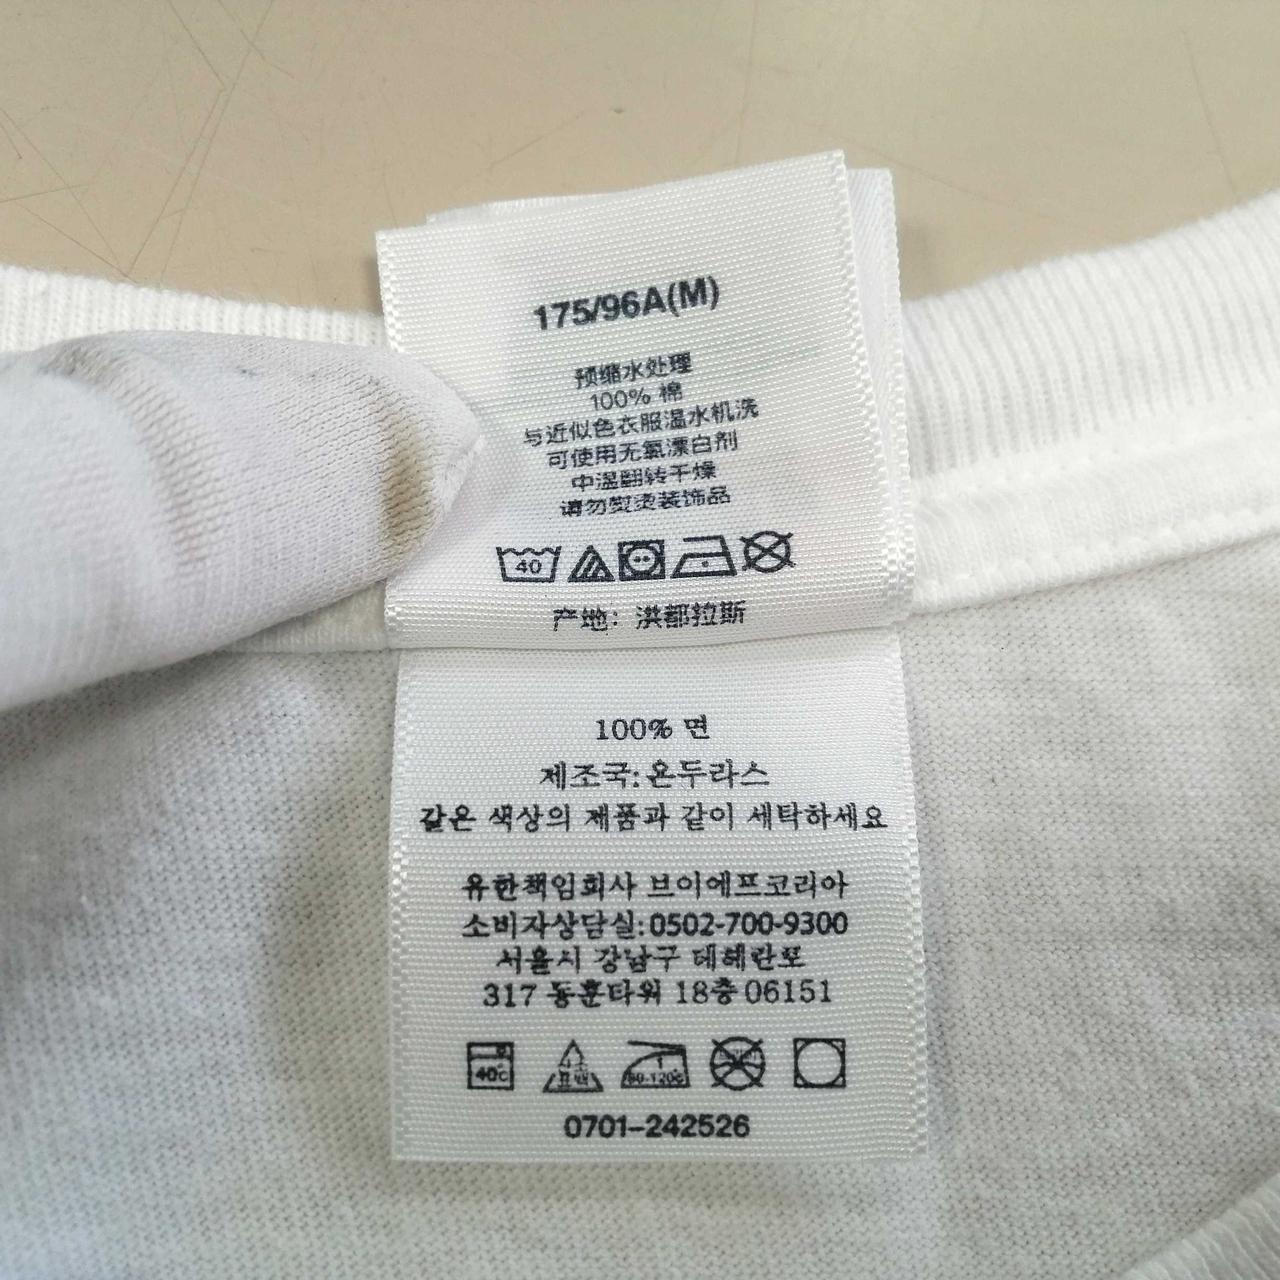 175/96A(M)
预缩水处理
100% 棉
与近似色衣服温水机洗
可使用无氯漂白剂
中温翻转干燥
请勿熨烫装饰品
40
产地: 洪都拉斯
100% 면
제조국: 온두라스
같은 색상의 제품과 같이 세탁하세요
유한책임회사 브이에프코리아
소비자상담실: 0502-700-9300
서울시 강남구 테헤란로
317 동훈타워 18층 06151
40℃ 80-120℃
0701-242526